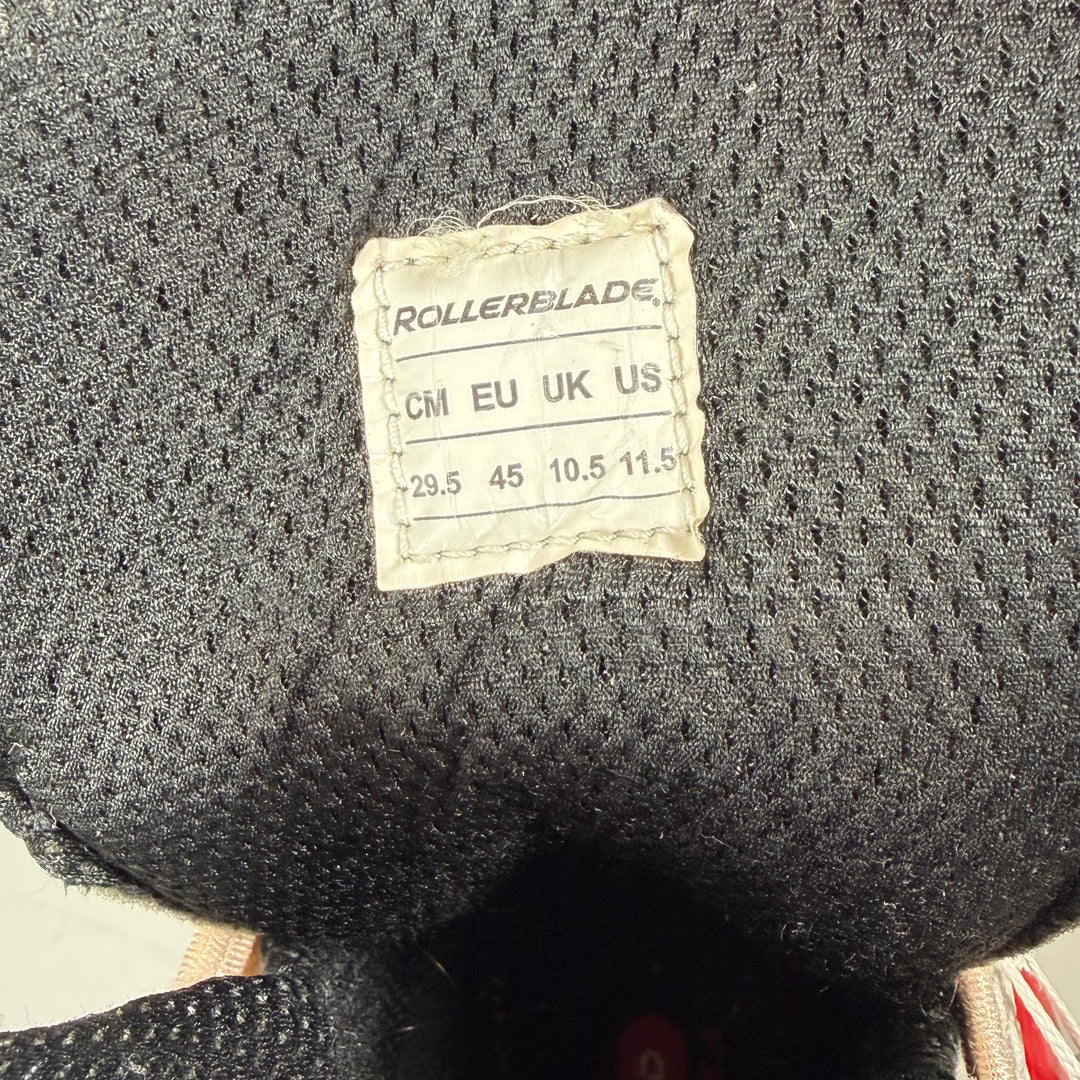 ROLLERBLADE®
CM EU UK US
29.5 45 10.5 11.5